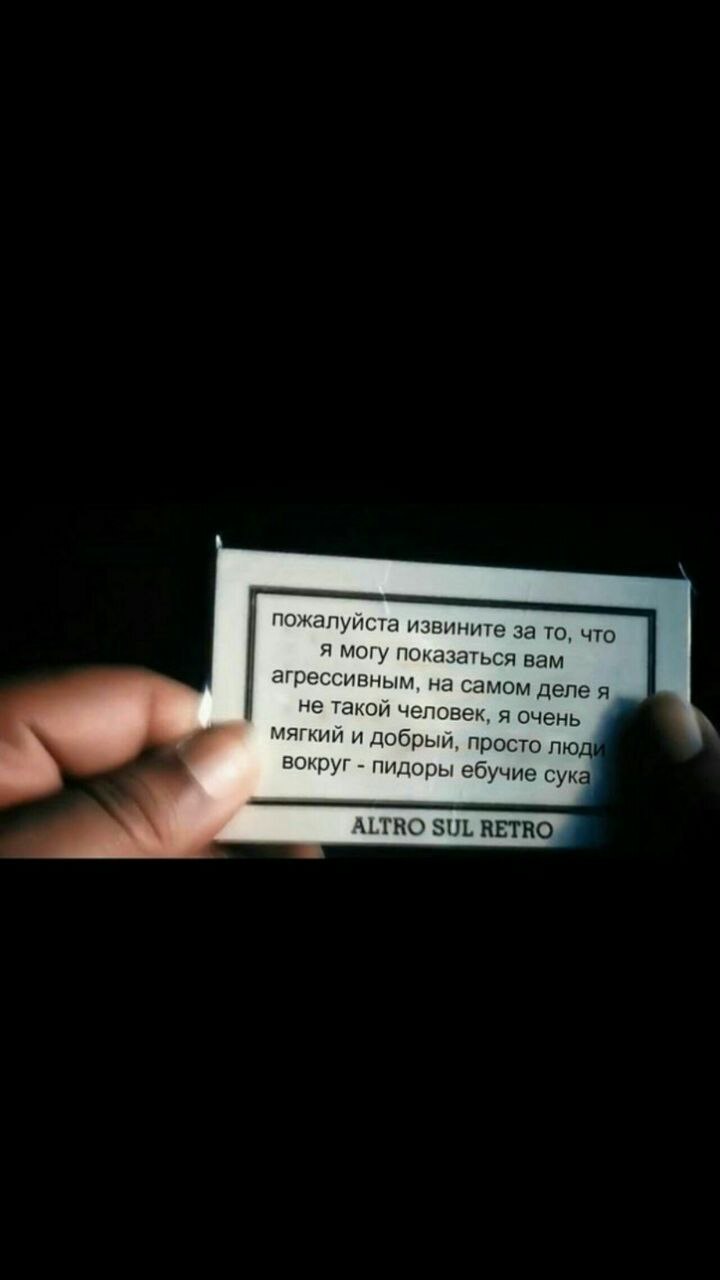 пожалуйста извините за то, что
я могу показаться вам
агрессивным, на самом деле я
не такой человек, я очень
мягкий и добрый, просто люди
вокруг - пидоры ебучие сука
ALTRO SUL RETRO